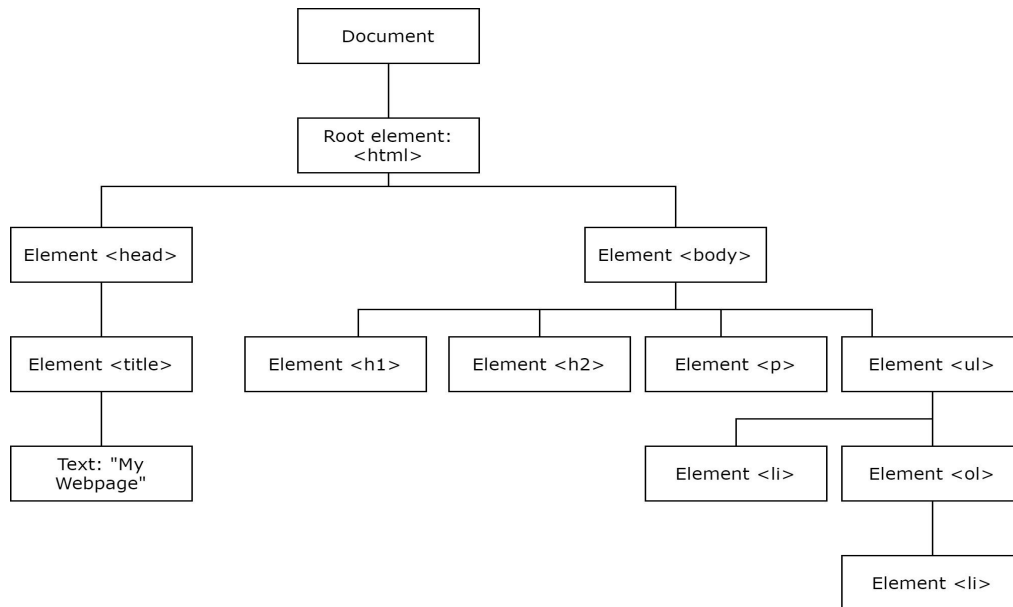 Document
Root element:
<html>
Element <head>
Element <body>
Element <title>
Element <h1>
Element <h2>
Element <p>
Element <ul>
Text: "My
Webpage"
Element <li>
Element <ol>
Element <li>